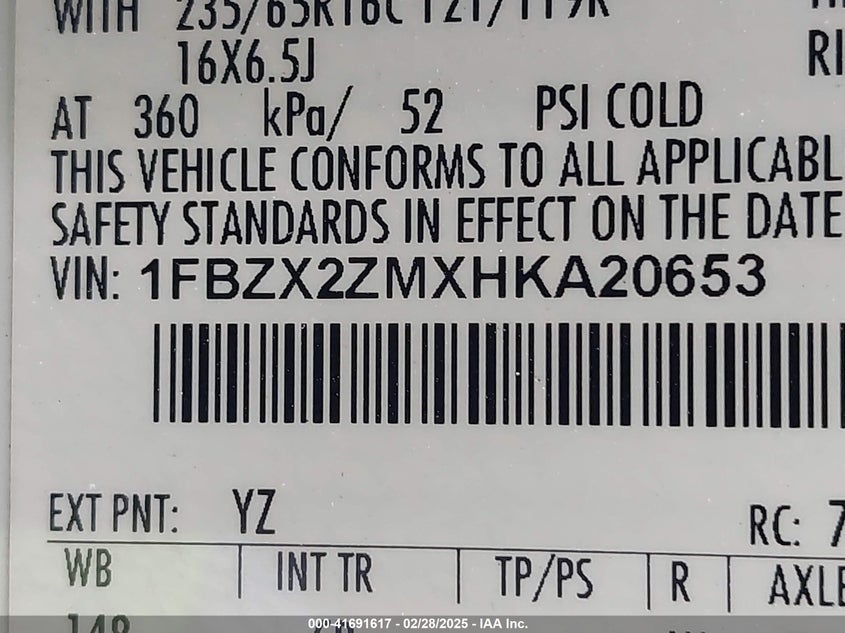 WITH 235/65R16C 121/119R
16X6.5J
RI
AT 360 kPa/ 52 PSI COLD
THIS VEHICLE CONFORMS TO ALL APPLICABL
SAFETY STANDARDS IN EFFECT ON THE DATE
VIN: 1FBZX2ZMXHKA20653
EXT PNT: YZ
RC: 7
WB INT TR TP/PS R AXLE
148
000-41691617 - 02/28/2025 - IAA Inc.